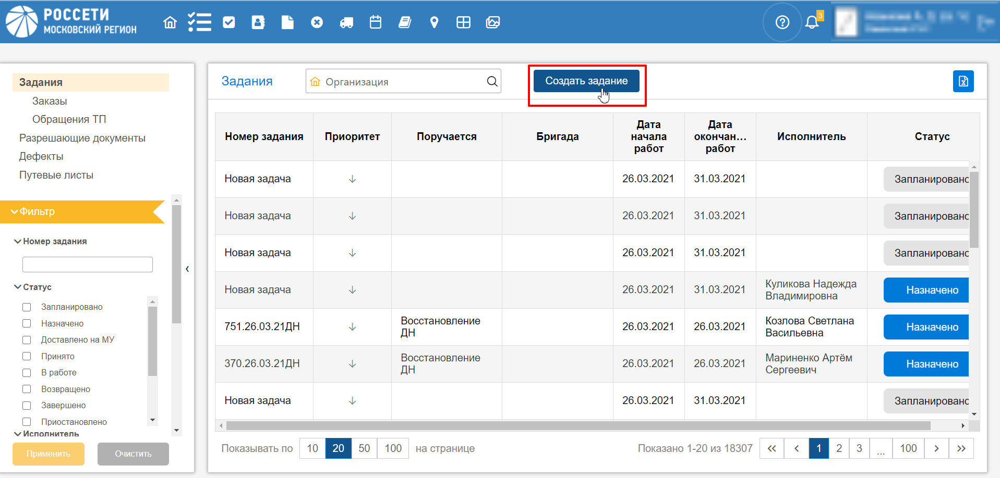 РОССЕТИ
МОСКОВСКИЙ РЕГИОН
3
Задания
Заказы
Обращения ТП
Разрешающие документы
Дефекты
Путевые листы
Фильтр
Номер задания
Статус
Запланировано
Назначено
Доставлено на МУ
Принято
В работе
Возвращено
Завершено
Приостановлено
Исполнитель
Применить
Очистить
Задания
Организация
Создать задание
Номер задания Приоритет Поручается Бригада Дата начала работ Дата окончан... работ Исполнитель Статус
Новая задача 26.03.2021 31.03.2021 Запланировано
Новая задача 26.03.2021 31.03.2021 Запланировано
Новая задача 26.03.2021 31.03.2021 Запланировано
Новая задача 26.03.2021 31.03.2021 Куликова Надежда Владимировна Назначено
751.26.03.21ДН Восстановление ДН 26.03.2021 26.03.2021 Козлова Светлана Васильевна Назначено
370.26.03.21ДН Восстановление ДН 26.03.2021 26.03.2021 Мариненко Артём Сергеевич Назначено
Новая задача 26.03.2021 31.03.2021 Запланировано
Показывать по 10 20 50 100 на странице
Показано 1-20 из 18307 « ‹ 1 2 3 ... 100 › »